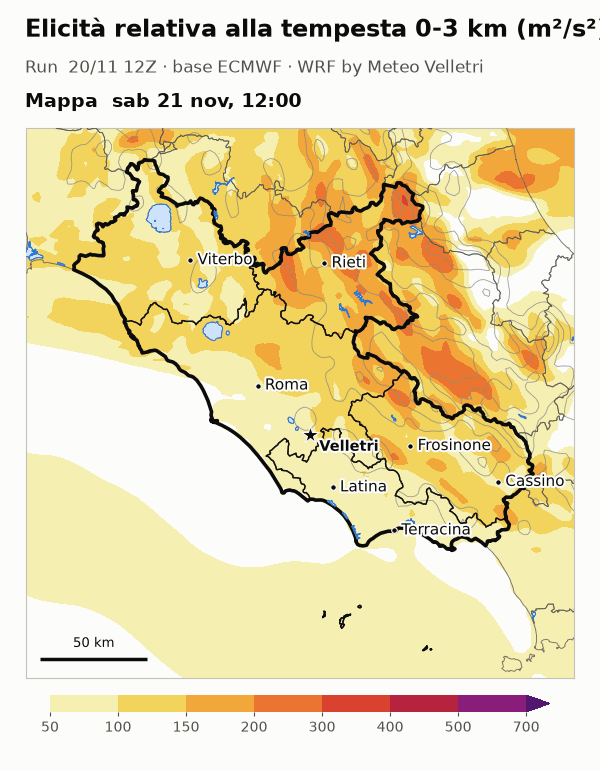 Elicità relativa alla tempesta 0-3 km (m²/s²)
Run  20/11 12Z · base ECMWF · WRF by Meteo Velletri
Mappa  sab 21 nov, 12:00
Viterbo
Rieti
Roma
Velletri
Frosinone
Cassino
Latina
Terracina
50 km
50 100 150 200 300 400 500 700